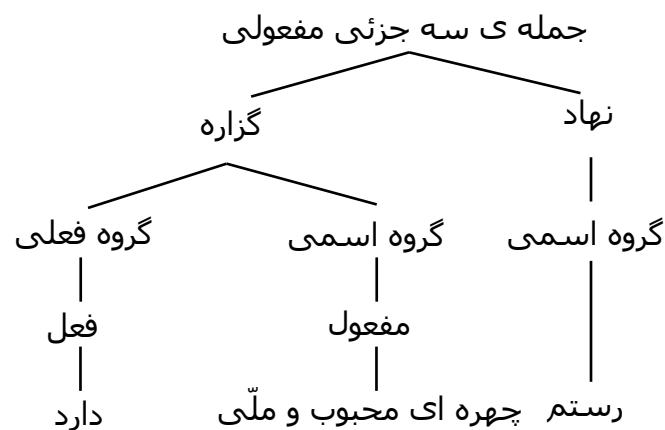 جمله ی سه جزئی مفعولی
نهاد
گزاره
گروه اسمی
گروه اسمی
گروه فعلی
مفعول
فعل
رستم
چهره ای محبوب و ملّی
دارد